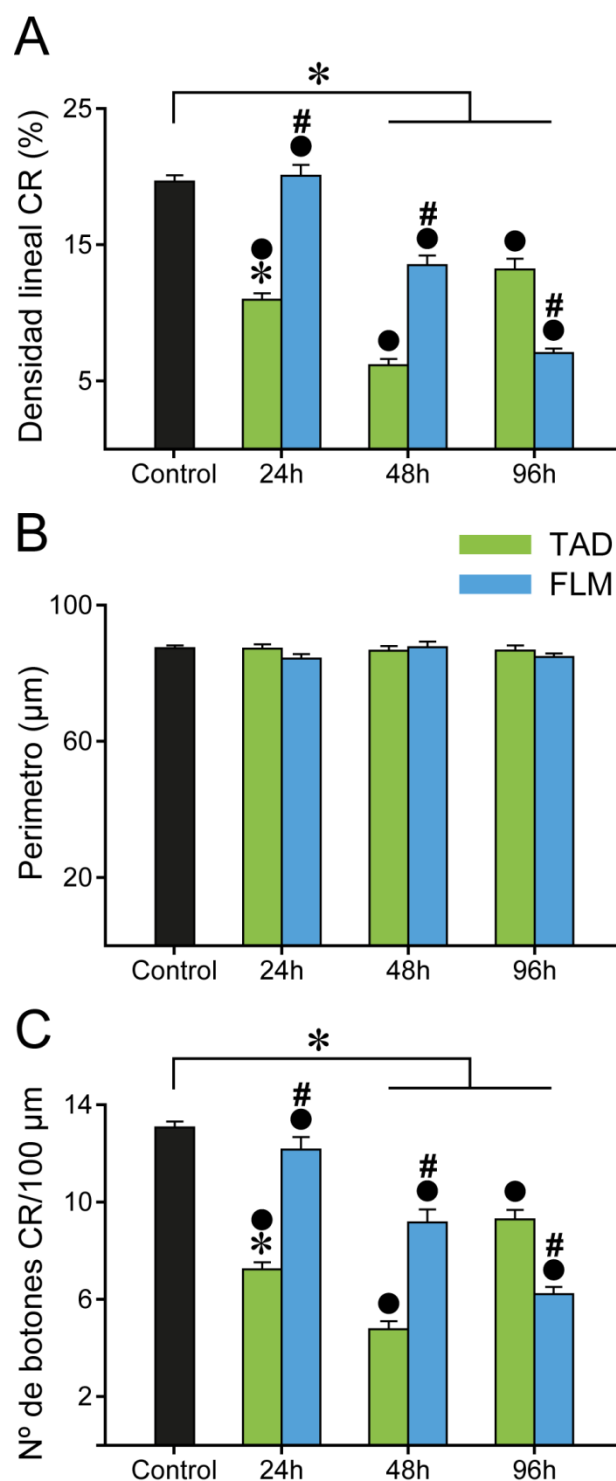 A
*
25
15
5
Densidad lineal CR (%)
#
*
#
#
Control 24h 48h 96h
B
TAD
FLM
100
60
20
Perimetro (µm)
Control 24h 48h 96h
C
*
14
10
6
2
Nº de botones CR/100 µm
#
*
#
#
Control 24h 48h 96h